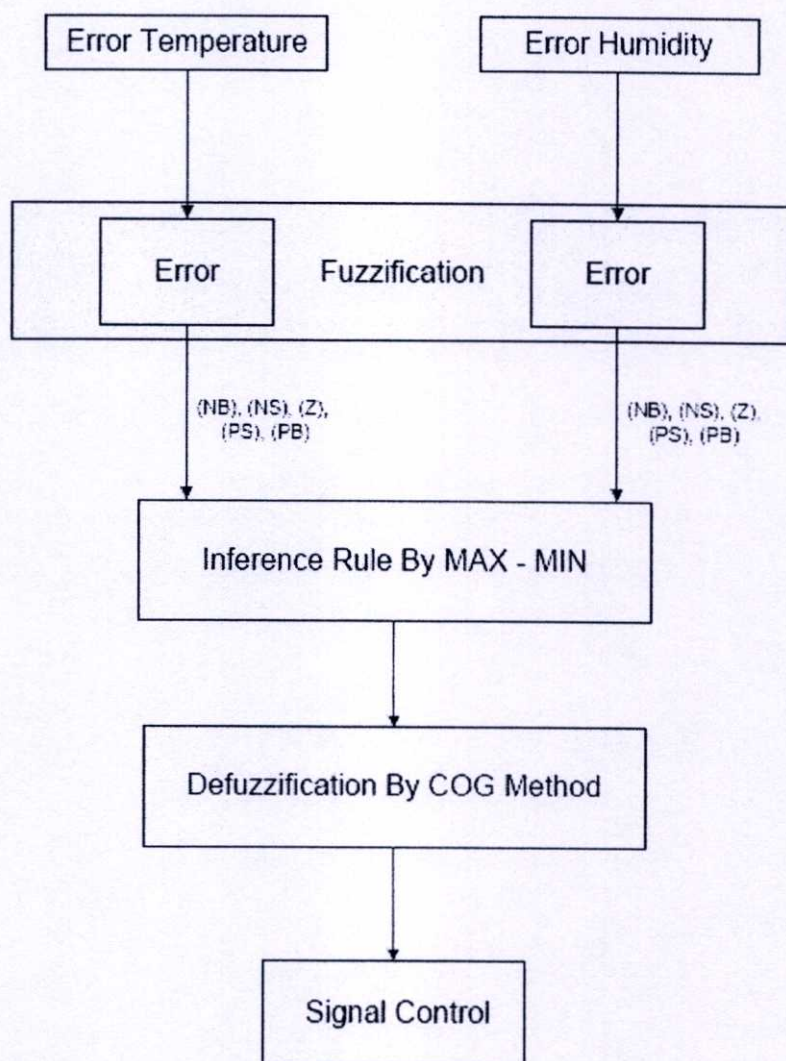 Error Temperature
Error Humidity
Error
Fuzzification
Error
(NB), (NS), (Z),
(PS), (PB)
(NB), (NS), (Z),
(PS), (PB)
Inference Rule By MAX - MIN
Defuzzification By COG Method
Signal Control